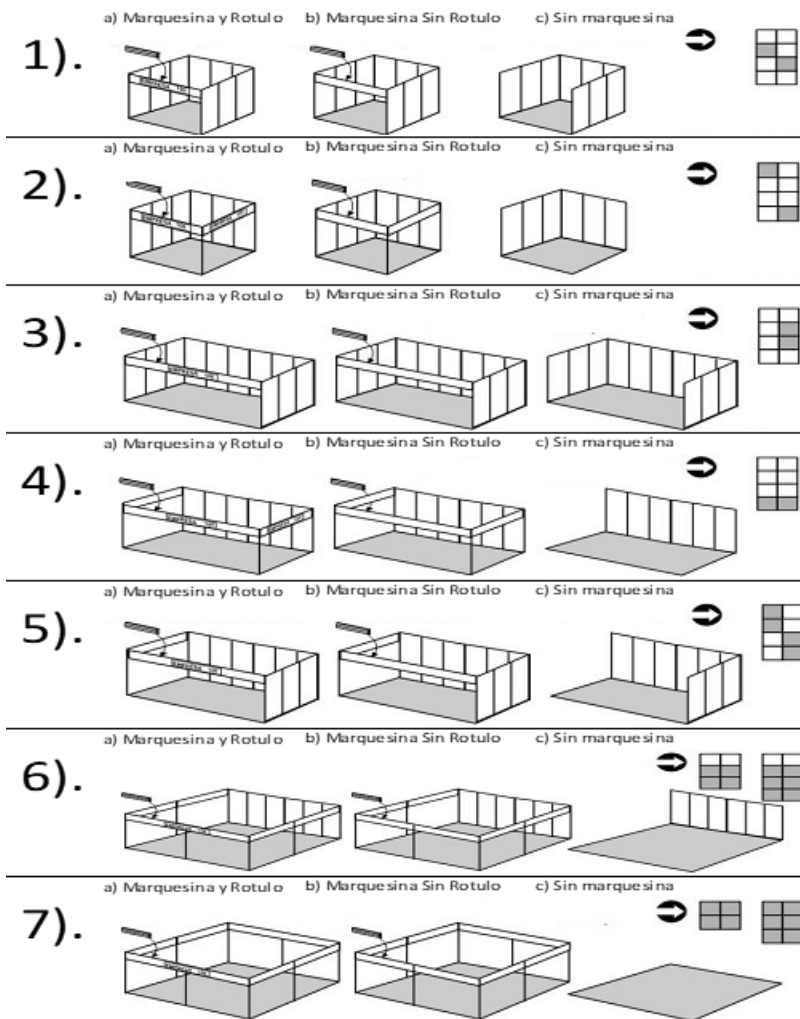 a) Marquesina y Rotulo b) Marquesina Sin Rotulo c) Sin marquesina
1).
a) Marquesina y Rotulo b) Marquesina Sin Rotulo c) Sin marquesina
2).
a) Marquesina y Rotulo b) Marquesina Sin Rotulo c) Sin marquesina
3).
a) Marquesina y Rotulo b) Marquesina Sin Rotulo c) Sin marquesina
4).
a) Marquesina y Rotulo b) Marquesina Sin Rotulo c) Sin marquesina
5).
a) Marquesina y Rotulo b) Marquesina Sin Rotulo c) Sin marquesina
6).
a) Marquesina y Rotulo b) Marquesina Sin Rotulo c) Sin marquesina
7).